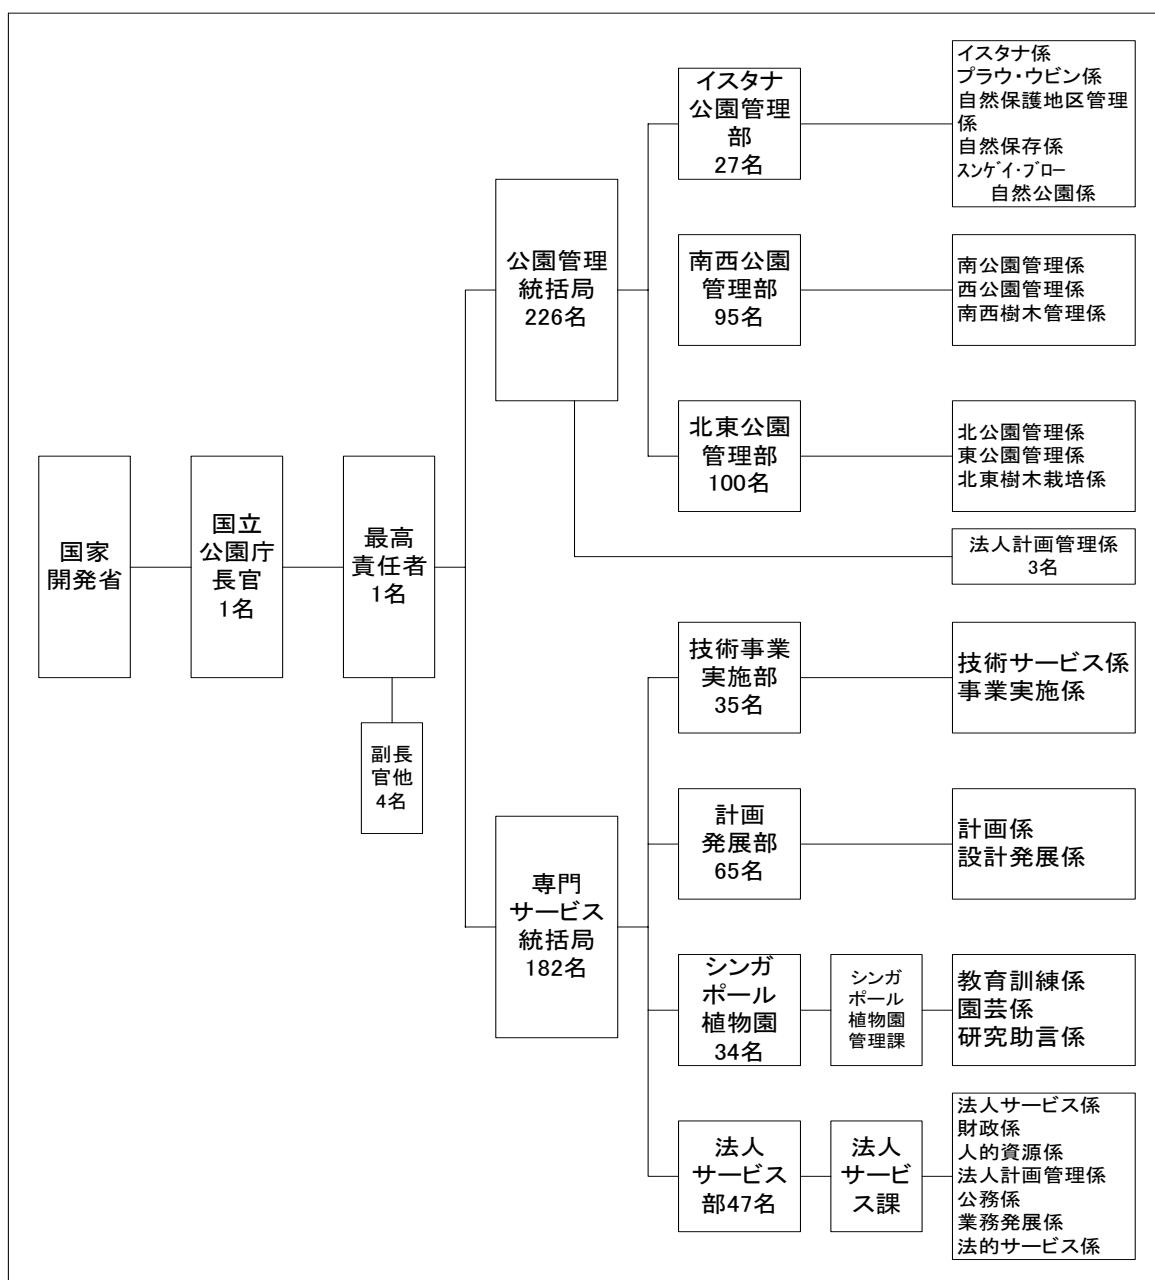 国家
開発省
国立
公園庁
長官
1名
最高
責任者
1名
副長
官他
4名
公園管理
統括局
226名
イスタナ
公園管理
部
27名
イスタナ係
プラウ・ウビン係
自然保護地区管理
係
自然保存係
スンゲイ・ブロー
自然公園係
南西公園
管理部
95名
南公園管理係
西公園管理係
南西樹木管理係
北東公園
管理部
100名
北公園管理係
東公園管理係
北東樹木栽培係
法人計画管理係
3名
専門
サービス
統括局
182名
技術事業
実施部
35名
技術サービス係
事業実施係
計画
発展部
65名
計画係
設計発展係
シンガ
ポール
植物園
34名
シンガ
ポール
植物園
管理課
教育訓練係
園芸係
研究助言係
法人
サービス
部47名
法人
サービ
ス課
法人サービス係
財政係
人的資源係
法人計画管理係
公務係
業務発展係
法的サービス係